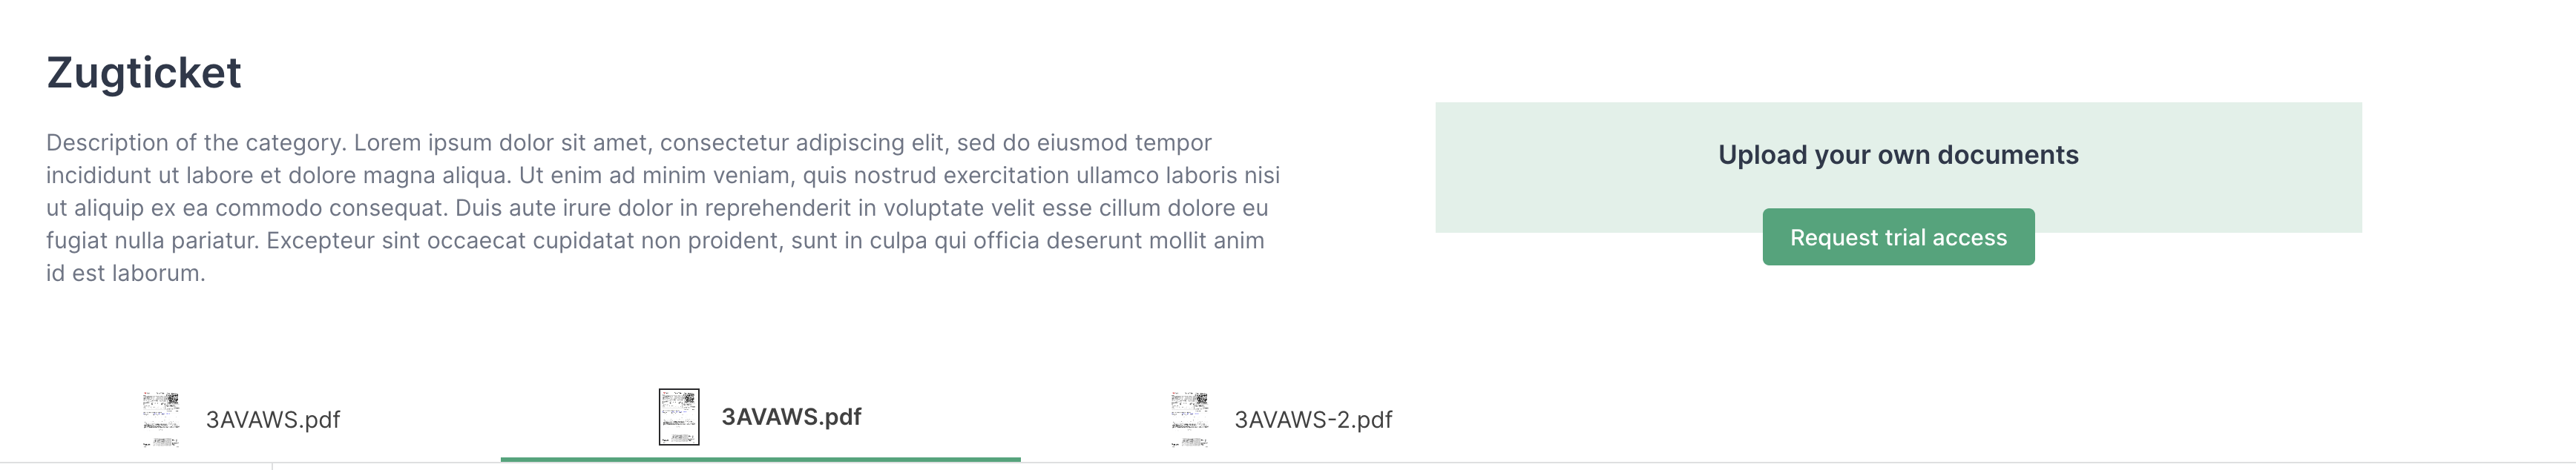 Zugticket
Description of the category. Lorem ipsum dolor sit amet, consectetur adipiscing elit, sed do eiusmod tempor
incididunt ut labore et dolore magna aliqua. Ut enim ad minim veniam, quis nostrud exercitation ullamco laboris nisi
ut aliquip ex ea commodo consequat. Duis aute irure dolor in reprehenderit in voluptate velit esse cillum dolore eu
fugiat nulla pariatur. Excepteur sint occaecat cupidatat non proident, sunt in culpa qui officia deserunt mollit anim
id est laborum.
Upload your own documents
Request trial access
3AVAWS.pdf
3AVAWS.pdf
3AVAWS-2.pdf